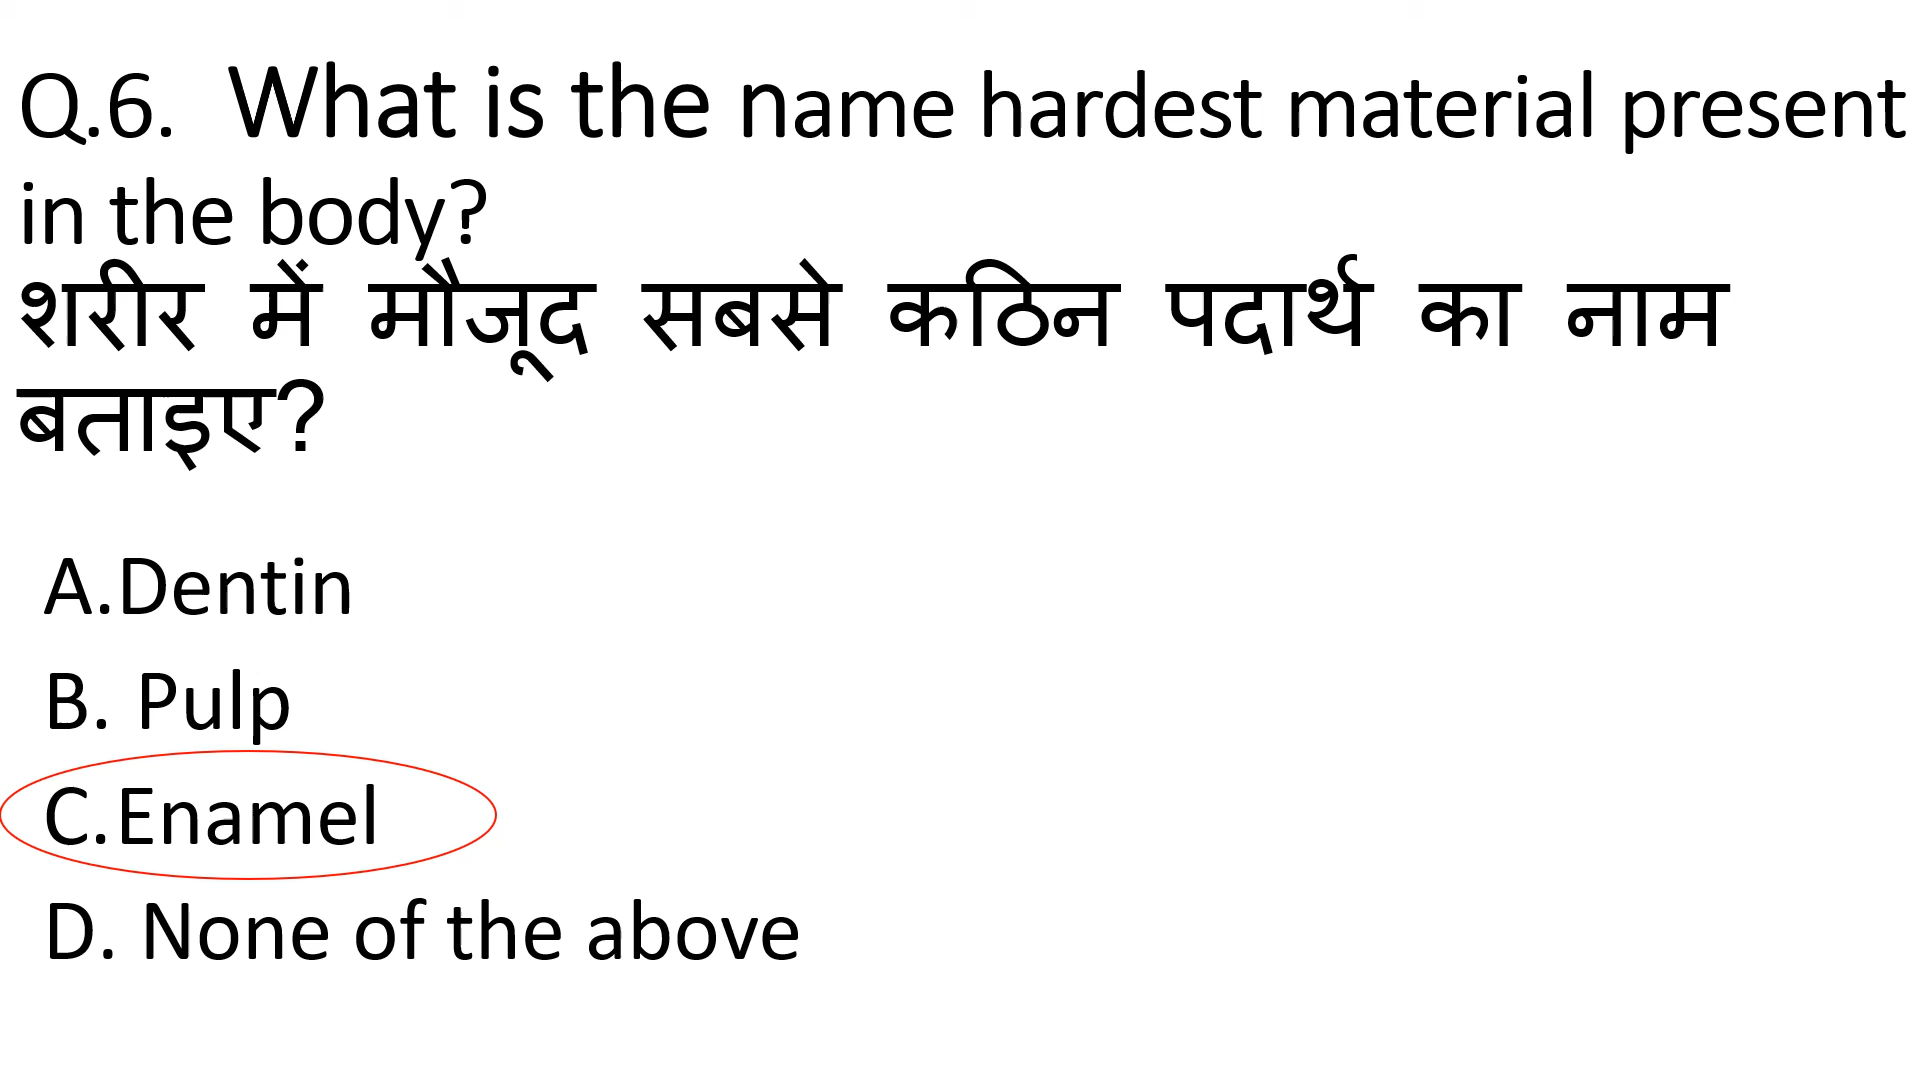 Q.6. What is the name hardest material present
in the body?
शरीर में मौजूद सबसे कठिन पदार्थ का नाम
बताइए?
A.Dentin
B. Pulp
C.Enamel
D. None of the above